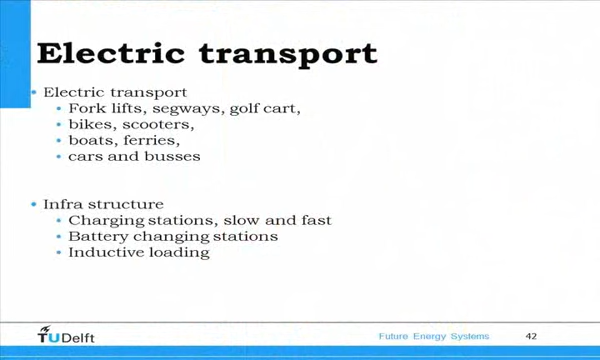 Electric transport
• Electric transport
• Fork lifts, segways, golf cart,
• bikes, scooters,
• boats, ferries,
• cars and busses
• Infra structure
• Charging stations, slow and fast
• Battery changing stations
• Inductive loading
TUDelft
Future Energy Systems
42